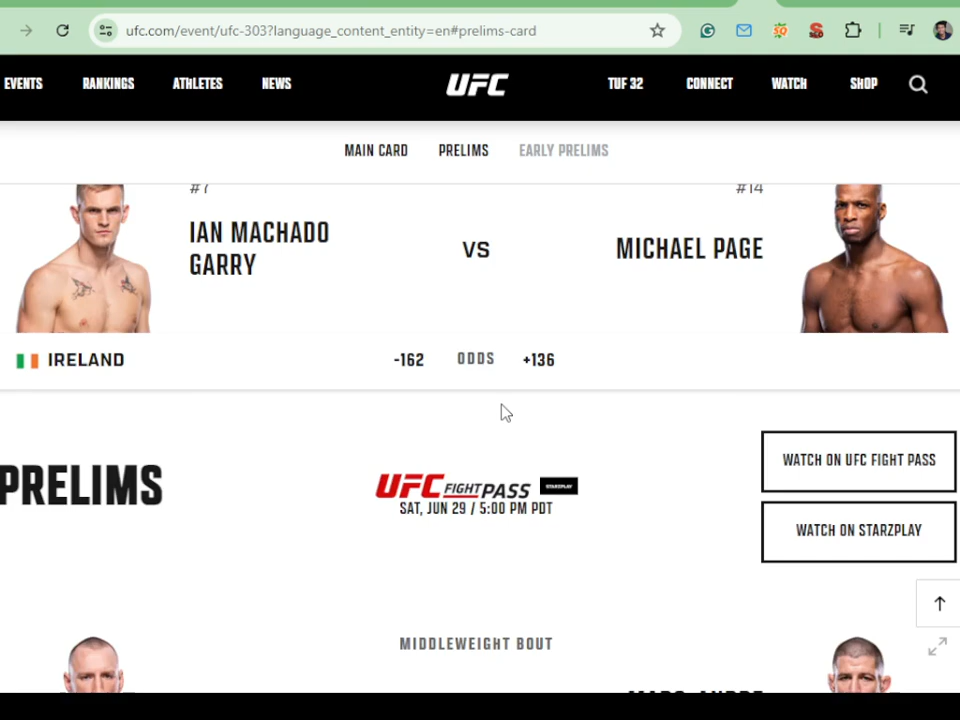 ufc.com/event/ufc-303?language_content_entity=en#prelims-card
EVENTS RANKINGS ATHLETES NEWS UFC TUF 32 CONNECT WATCH SHOP
MAIN CARD PRELIMS EARLY PRELIMS
#7 #14
IAN MACHADO
GARRY
VS
MICHAEL PAGE
IRELAND -162 ODDS +136
PRELIMS
UFC FIGHT PASS STARZPLAY
SAT, JUN 29 / 5:00 PM PDT
WATCH ON UFC FIGHT PASS
WATCH ON STARZPLAY
MIDDLEWEIGHT BOUT
MARC-ANDRE